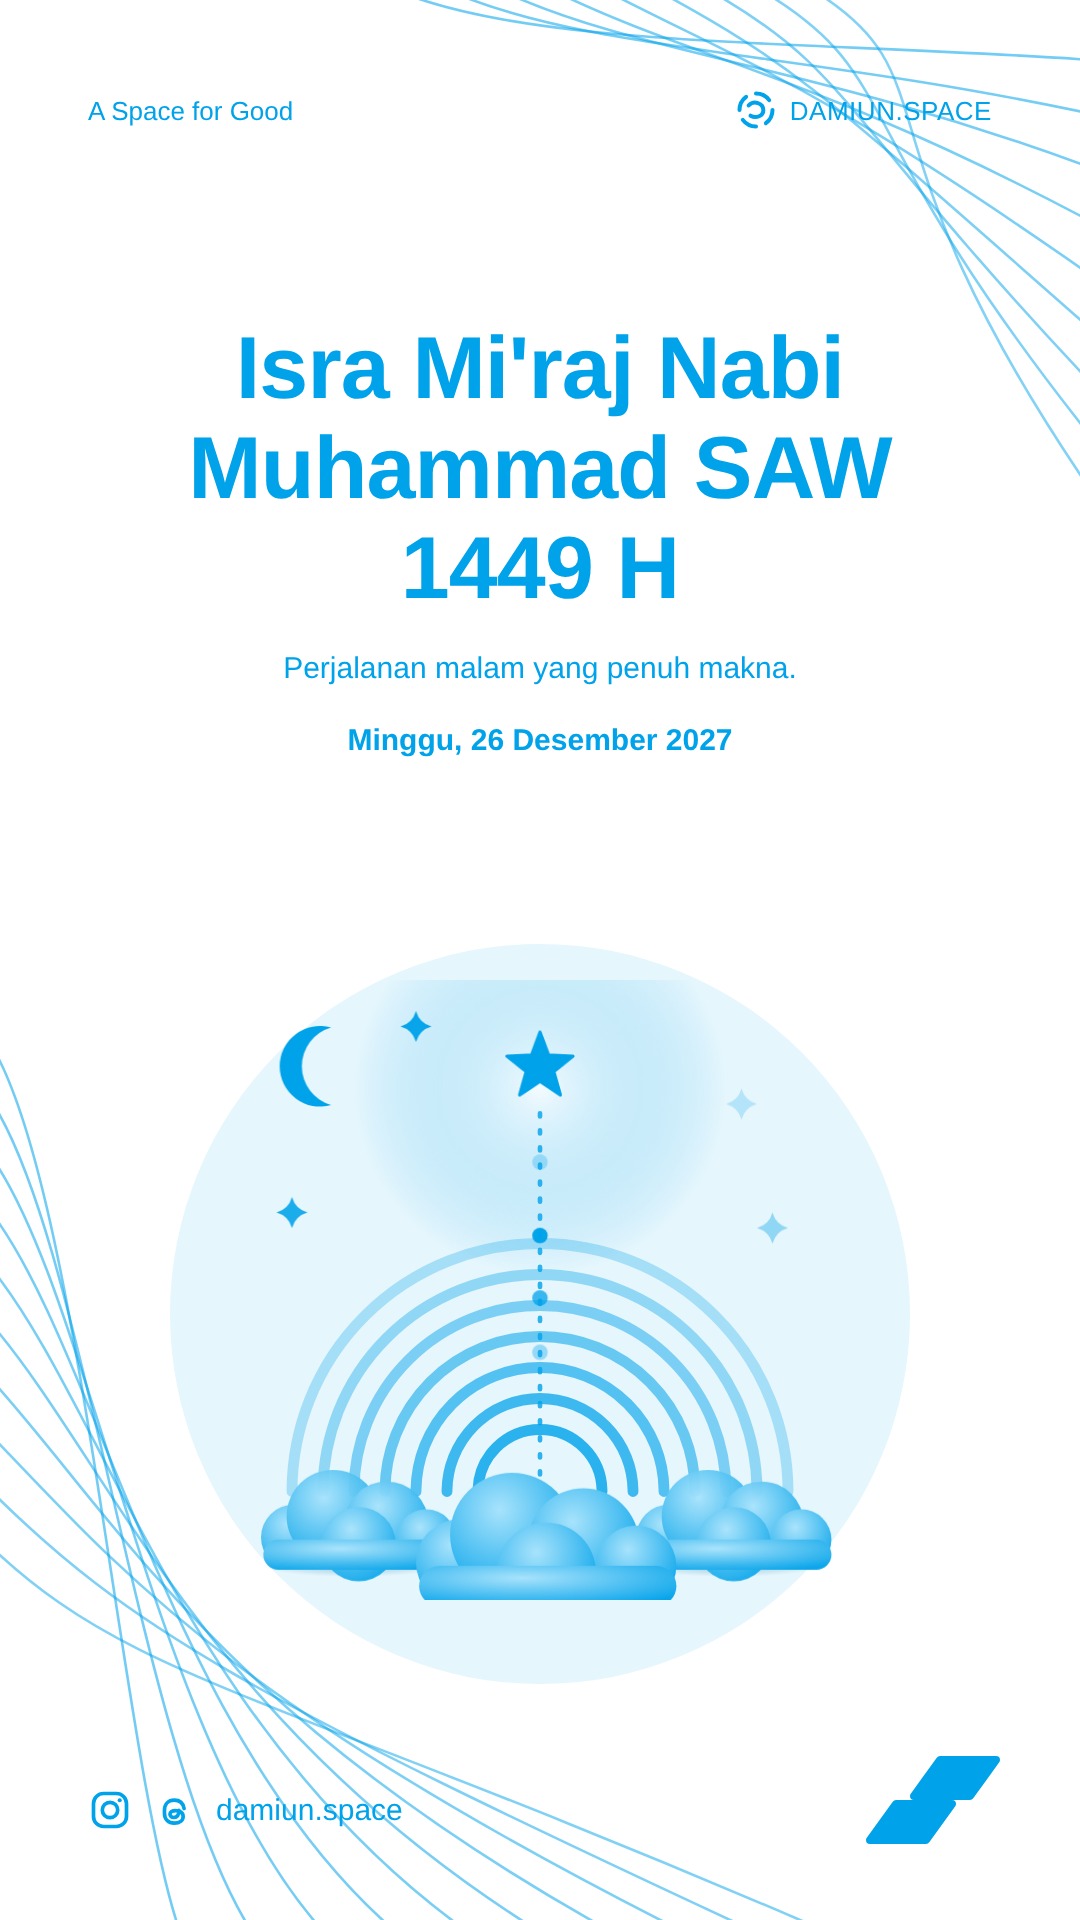 A Space for Good
DAMIUN.SPACE
Isra Mi'raj Nabi
Muhammad SAW
1449 H
Perjalanan malam yang penuh makna.
Minggu, 26 Desember 2027
damiun.space